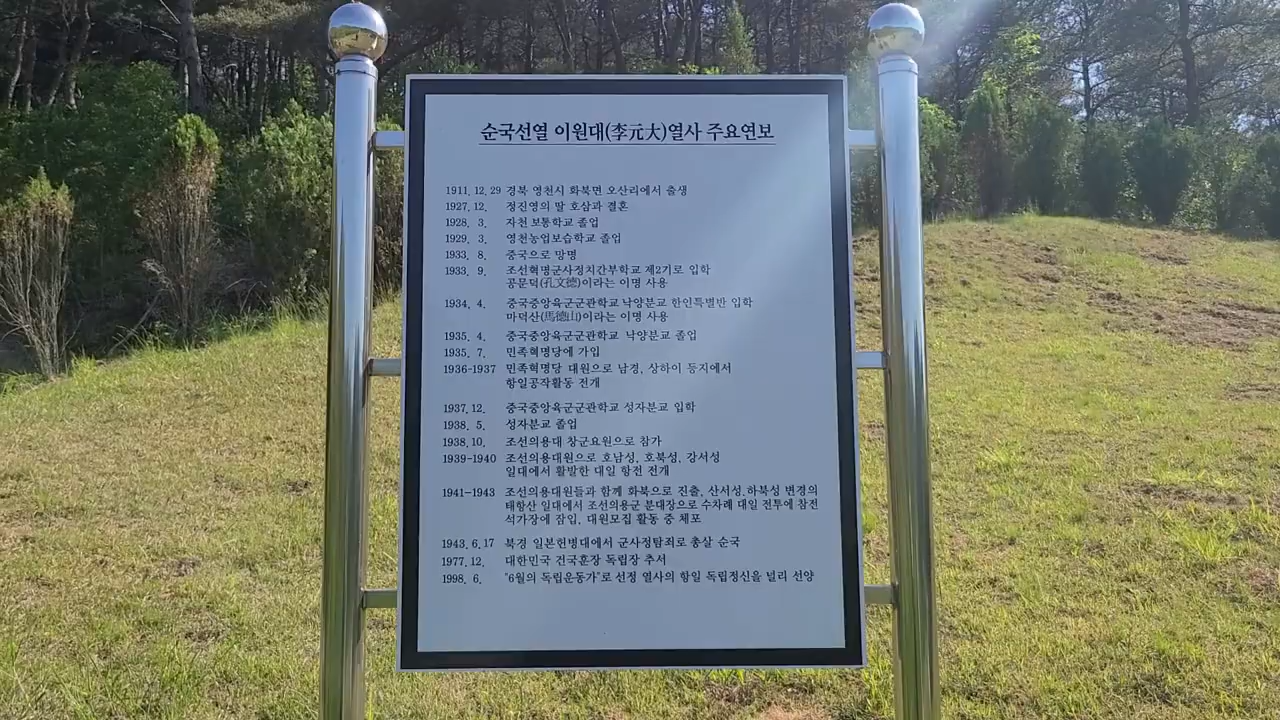 순국선열 이원대(李元大)열사 주요연보
1911. 12. 29 경북 영천시 화북면 오산리에서 출생
1927. 12. 정진영의 딸 호삼과 결혼
1928. 3. 자천 보통학교 졸업
1929. 3. 영천농업보습학교 졸업
1933. 8. 중국으로 망명
1933. 9. 조선혁명군사정치간부학교 제2기로 입학
공문덕(孔文德)이라는 이명 사용
1934. 4. 중국중앙육군군관학교 낙양분교 한인특별반 입학
마덕산(馬德山)이라는 이명 사용
1935. 4. 중국중앙육군군관학교 낙양분교 졸업
1935. 7. 민족혁명당에 가입
1936-1937 민족혁명당 대원으로 남경, 상하이 등지에서
항일공작활동 전개
1937. 12. 중국중앙육군군관학교 성자분교 입학
1938. 5. 성자분교 졸업
1938. 10. 조선의용대 창군요원으로 참가
1939-1940 조선의용대원으로 호남성, 호북성, 강서성
일대에서 활발한 대일 항전 전개
1941-1943 조선의용대원들과 함께 화북으로 진출, 산서성.하북성 변경의
태항산 일대에서 조선의용군 분대장으로 수차례 대일 전투에 참전
석가장에 잠입, 대원모집 활동 중 체포
1943. 6. 17 북경 일본헌병대에서 군사정탐죄로 총살 순국
1977. 12. 대한민국 건국훈장 독립장 추서
1998. 6. "6월의 독립운동가"로 선정 열사의 항일 독립정신을 널리 선양